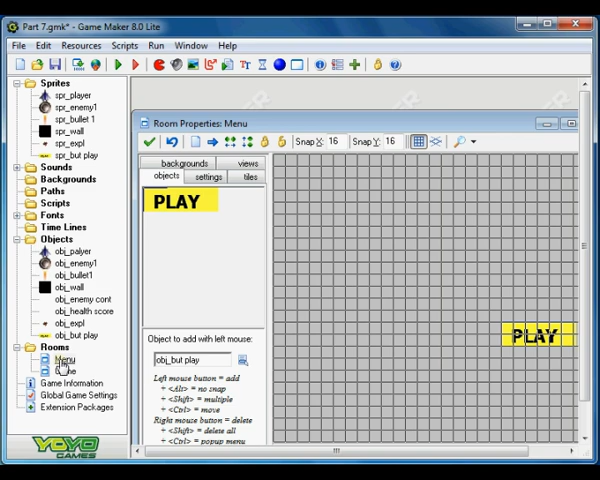 Part 7.gmk* - Game Maker 8.0 Lite
File Edit Resources Scripts Run Window Help
Sprites
spr_player
spr_enemy1
spr_bullet 1
spr_wall
spr_expl
spr_but play
Sounds
Backgrounds
Paths
Scripts
Fonts
Time Lines
Objects
obj_palyer
obj_enemy1
obj_bullet1
obj_wall
obj_enemy cont
obj_health score
obj_expl
obj_but play
Rooms
Menu
Game Information
Global Game Settings
Extension Packages
YOYO
GAMES
Room Properties: Menu
Snap X: 16 Snap Y: 16
backgrounds views
objects settings tiles
PLAY
Object to add with left mouse:
obj_but play
Left mouse button = add
+ <Alt> = no snap
+ <Shift> = multiple
+ <Ctrl> = move
Right mouse button = delete
+ <Shift> = delete all
+ <Ctrl> = popup menu
PLAY